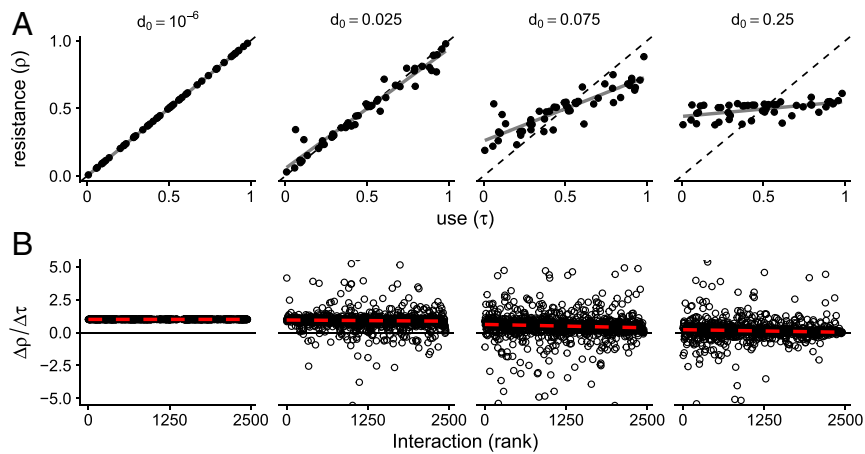 A
d₀ = 10⁻⁶ d₀ = 0.025 d₀ = 0.075 d₀ = 0.25
resistance (ρ)
1.0
0.5
0.0
0 0.5 1 0 0.5 1 0 0.5 1 0 0.5 1
use (τ)
B
Δρ/Δτ
5.0
2.5
0.0
−2.5
−5.0
0 1250 2500 0 1250 2500 0 1250 2500 0 1250 2500
Interaction (rank)